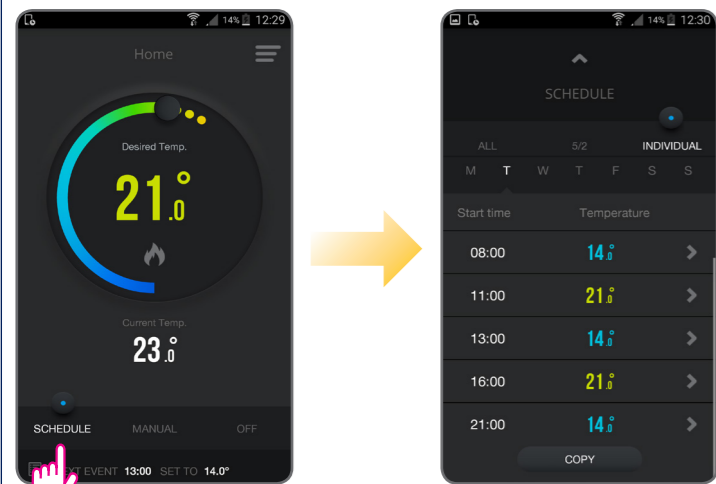 14% 12:29
Home
Desired Temp.
21.0°
Current Temp.
23.0°
SCHEDULE MANUAL OFF
EVENT 13:00 SET TO 14.0°
14% 12:30
SCHEDULE
ALL 5/2 INDIVIDUAL
M T W T F S S
Start time Temperature
08:00 14.0°
11:00 21.0°
13:00 14.0°
16:00 21.0°
21:00 14.0°
COPY